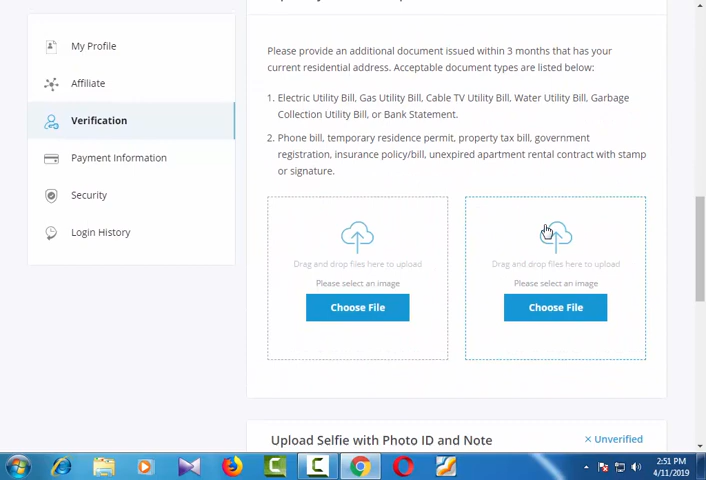 My Profile
Affiliate
Verification
Payment Information
Security
Login History
Please provide an additional document issued within 3 months that has your
current residential address. Acceptable document types are listed below:
1. Electric Utility Bill, Gas Utility Bill, Cable TV Utility Bill, Water Utility Bill, Garbage
Collection Utility Bill, or Bank Statement.
2. Phone bill, temporary residence permit, property tax bill, government
registration, insurance policy/bill, unexpired apartment rental contract with stamp
or signature.
Drag and drop files here to upload
Please select an image
Choose File
Drag and drop files here to upload
Please select an image
Choose File
Upload Selfie with Photo ID and Note
× Unverified
2:51 PM
4/11/2019